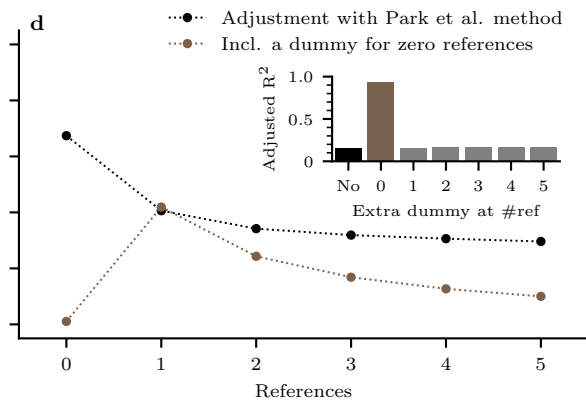 d
Adjustment with Park et al. method
Incl. a dummy for zero references
Adjusted R²
1.0
0.5
0
No 0 1 2 3 4 5
Extra dummy at #ref
0 1 2 3 4 5
References